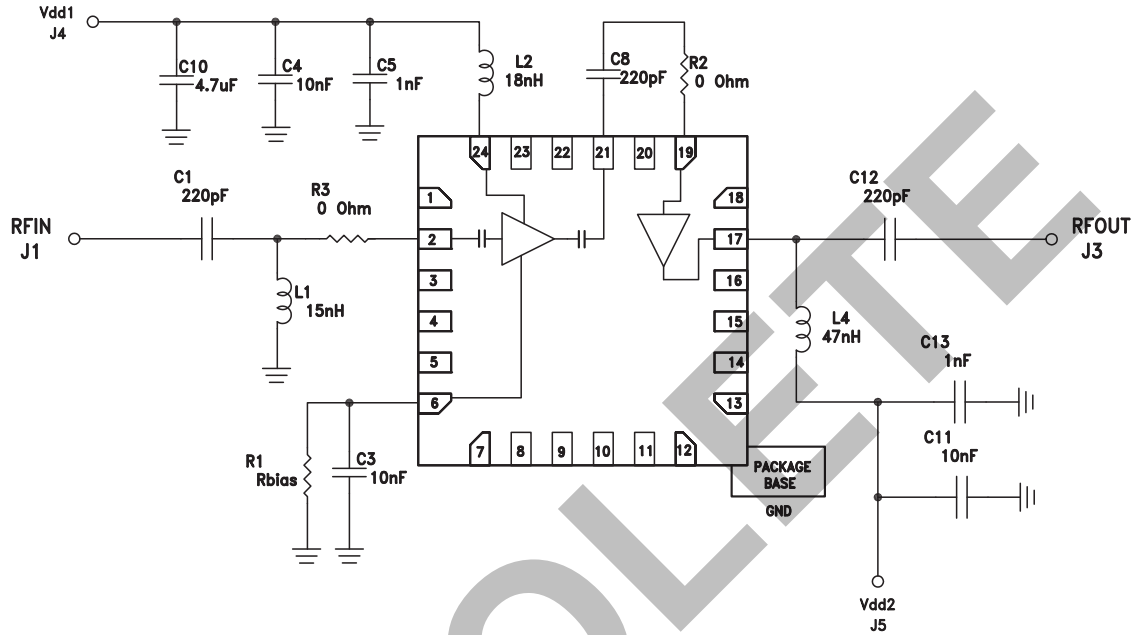 Vdd1
J4
C10
4.7uF
C4
10nF
C5
1nF
L2
18nH
C8
220pF
R2
0 Ohm
24
23
22
21
20
19
C1
220pF
R3
0 Ohm
RFIN
J1
L1
15nH
1
2
3
4
5
6
18
17
16
15
14
13
C12
220pF
RFOUT
J3
L4
47nH
C13
1nF
C11
10nF
R1
Rbias
C3
10nF
7
8
9
10
11
12
PACKAGE
BASE
GND
Vdd2
J5
OLETE